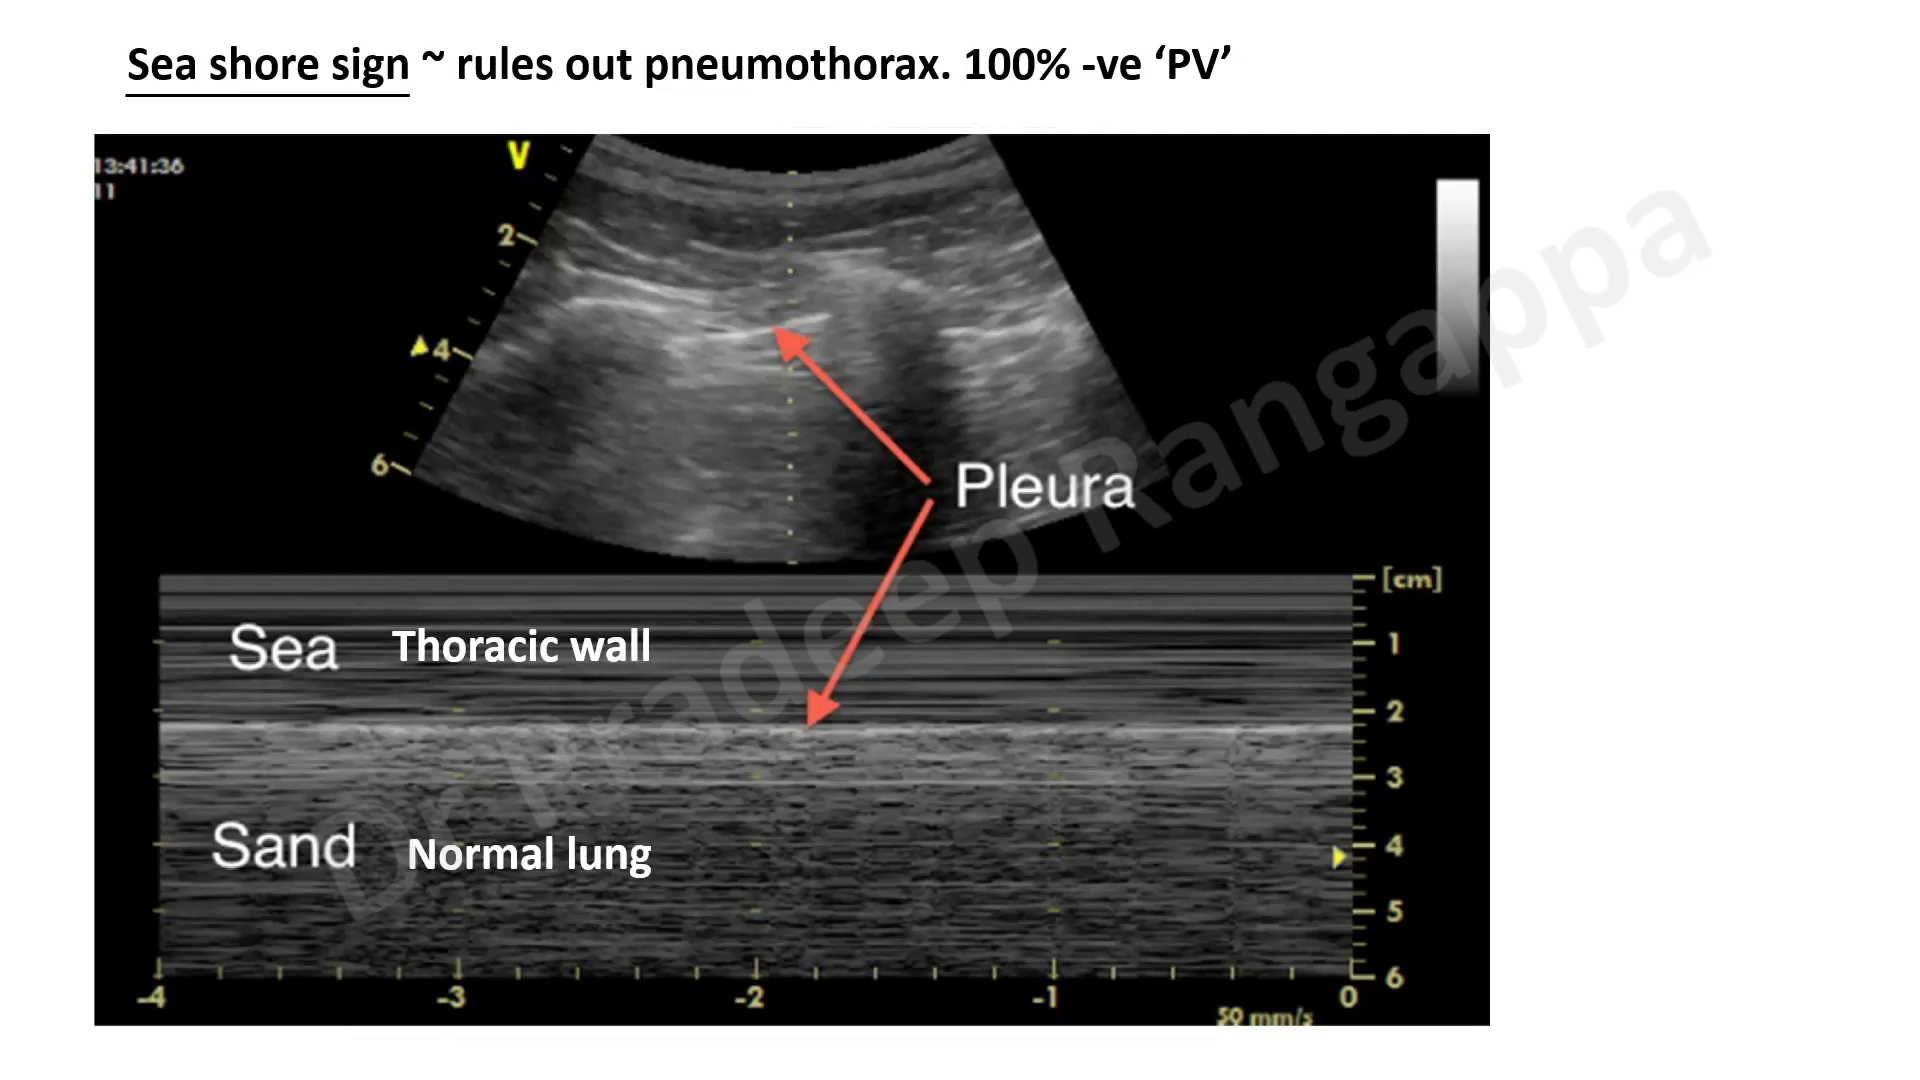 Sea shore sign ~ rules out pneumothorax. 100% -ve ‘PV’
13:41:36
11
V
2
4
6
Pleura
[cm]
Sea Thoracic wall
1
2
3
Sand Normal lung
4
5
6
-4 -3 -2 -1 0
50 mm/s
Dr Pradeep Rangappa